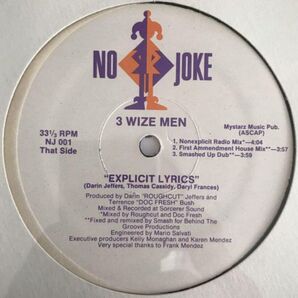 NO JOKE
3 WIZE MEN
33 1/3 RPM
NJ 001
That Side
Mystarz Music Pub.
(ASCAP)
1. Nonexplicit Radio Mix*—4:04
2. First Ammendment House Mix**—3:57
3. Smashed Up Dub**—3:59
"EXPLICIT LYRICS"
(Darin Jeffers, Thomas Cassidy, Daryl Frances)
Produced by Darin "ROUGHCUT" Jeffers and
Terrence "DOC FRESH" Bush
Mixed & Recorded at Sorcerer Sound
*Mixed by Roughcut and Doc Fresh
**Fixed and remixed by Smash for Behind The
Groove Productions
Engineered by Mario Salvati
Executive producers Kelly Monaghan and Karen Mendez
Very special thanks to Frank Mendez